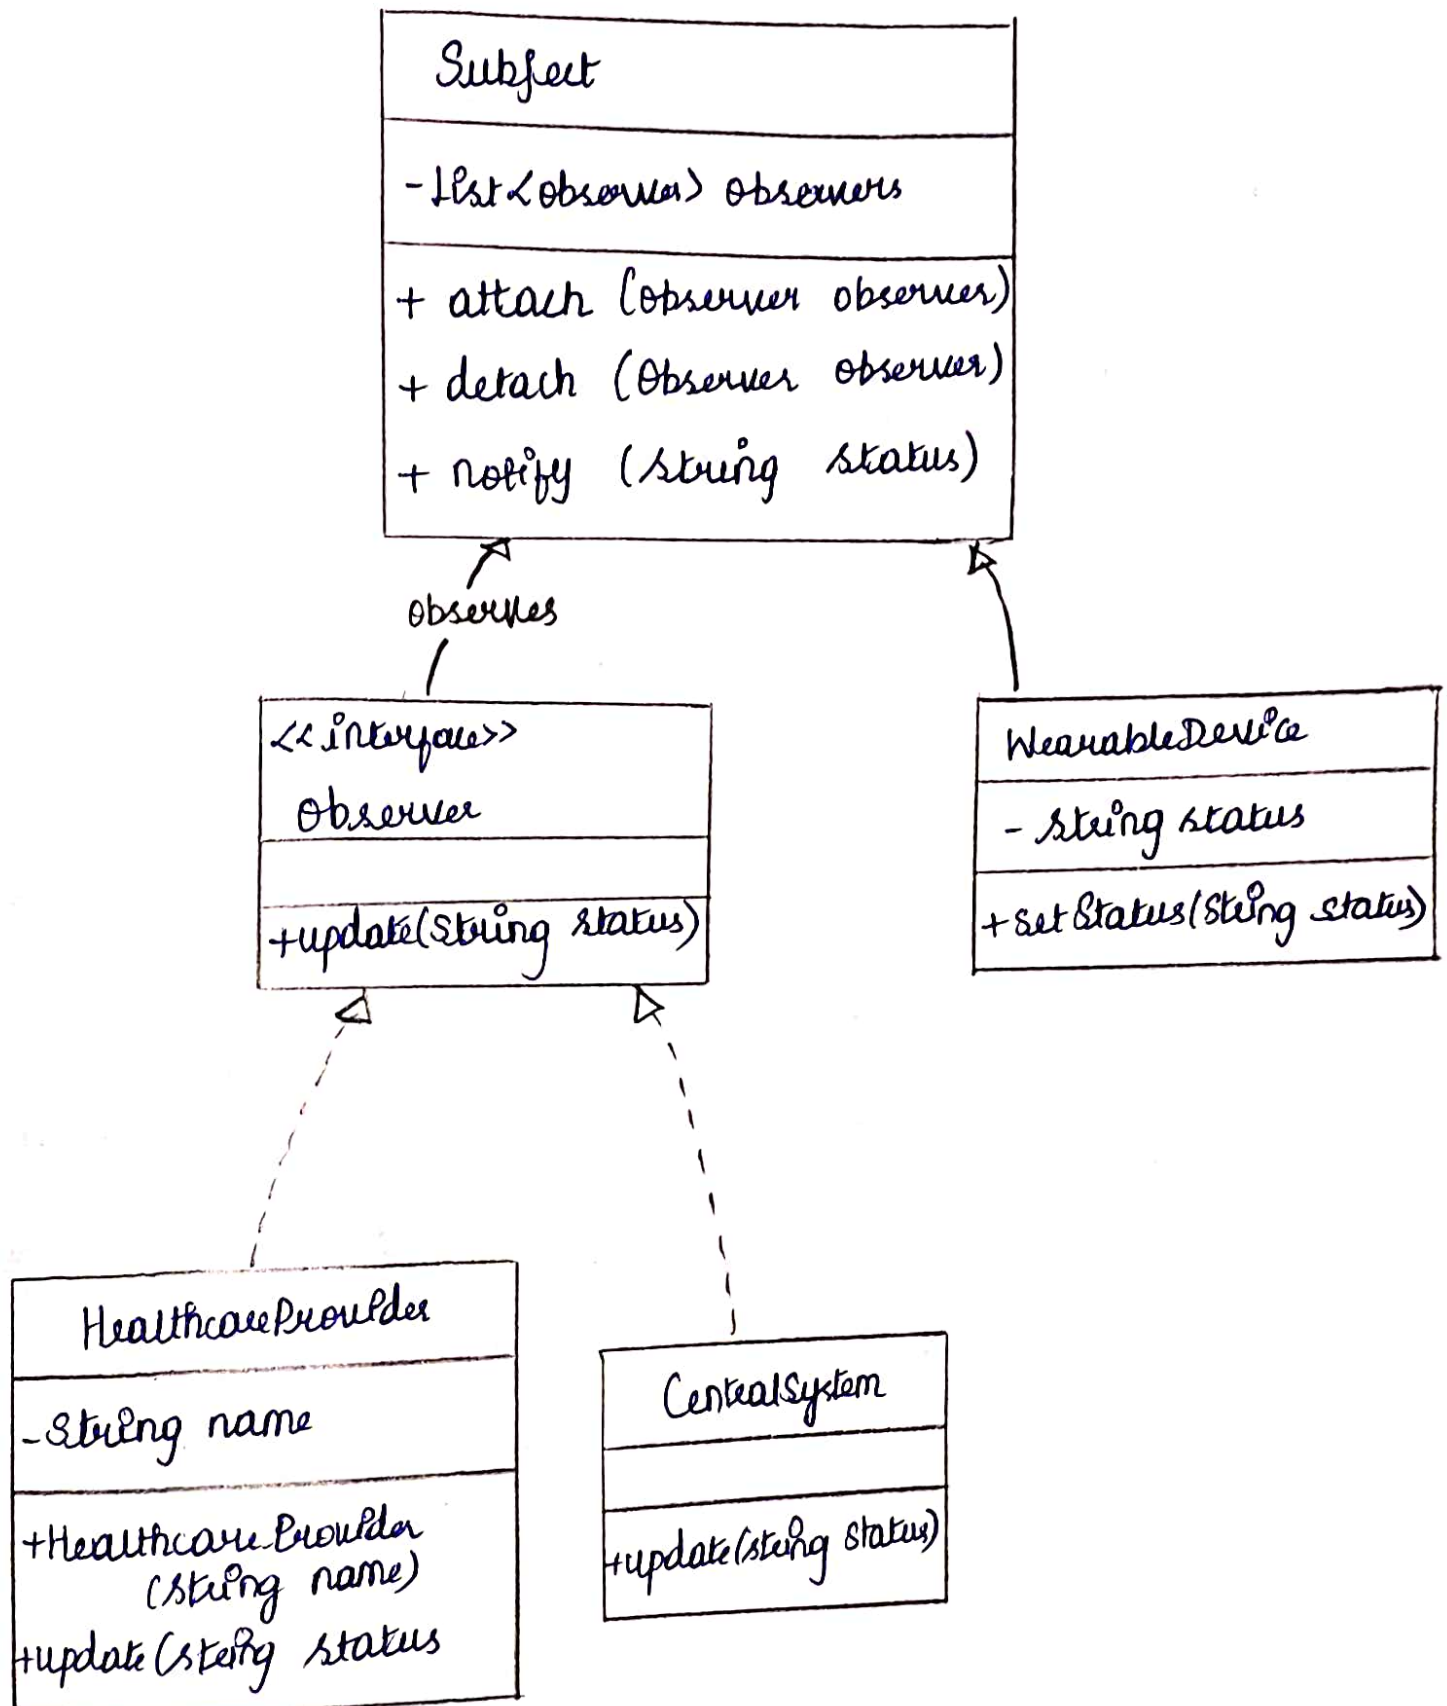 Subject
- List<observer> observers
+ attach (observer observer)
+ detach (Observer observer)
+ notify (string status)
observes
<<interface>>
observer
+update(string status)
WearableDevice
- string status
+ set Status(string status)
HealthcareProvider
- string name
+HealthcareProvider
(string name)
+update(string status
CentralSystem
+update(string status)